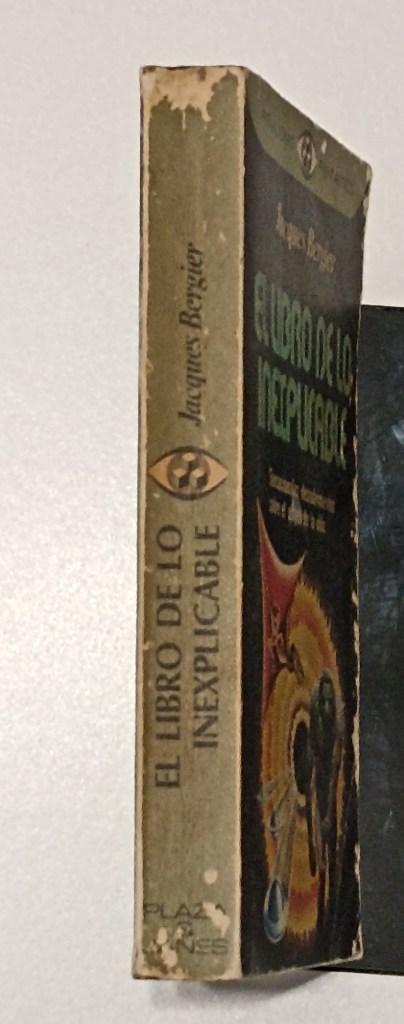 EL LIBRO DE LO
INEXPLICABLE
Jacques Bergier
PLAZA
&
JANES
Jacques Bergier
EL LIBRO DE LO
INEXPLICABLE